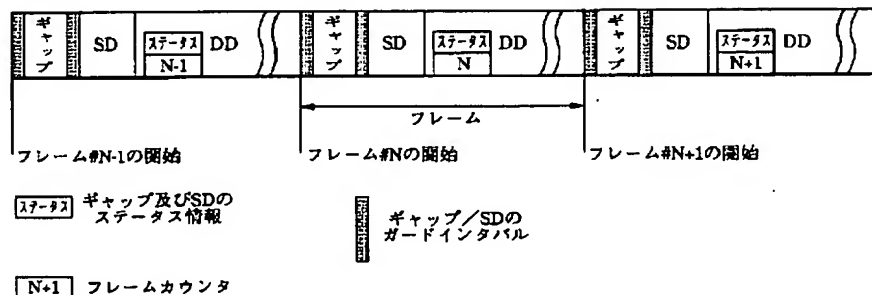 ギャップ SD ステータス N-1 DD ギャップ SD ステータス N DD ギャップ SD ステータス N+1 DD
フレーム
フレーム#N-1の開始 フレーム#Nの開始 フレーム#N+1の開始
ステータス ギャップ及びSDの
ステータス情報
ギャップ/SDの
ガードインタバル
N+1 フレームカウンタ